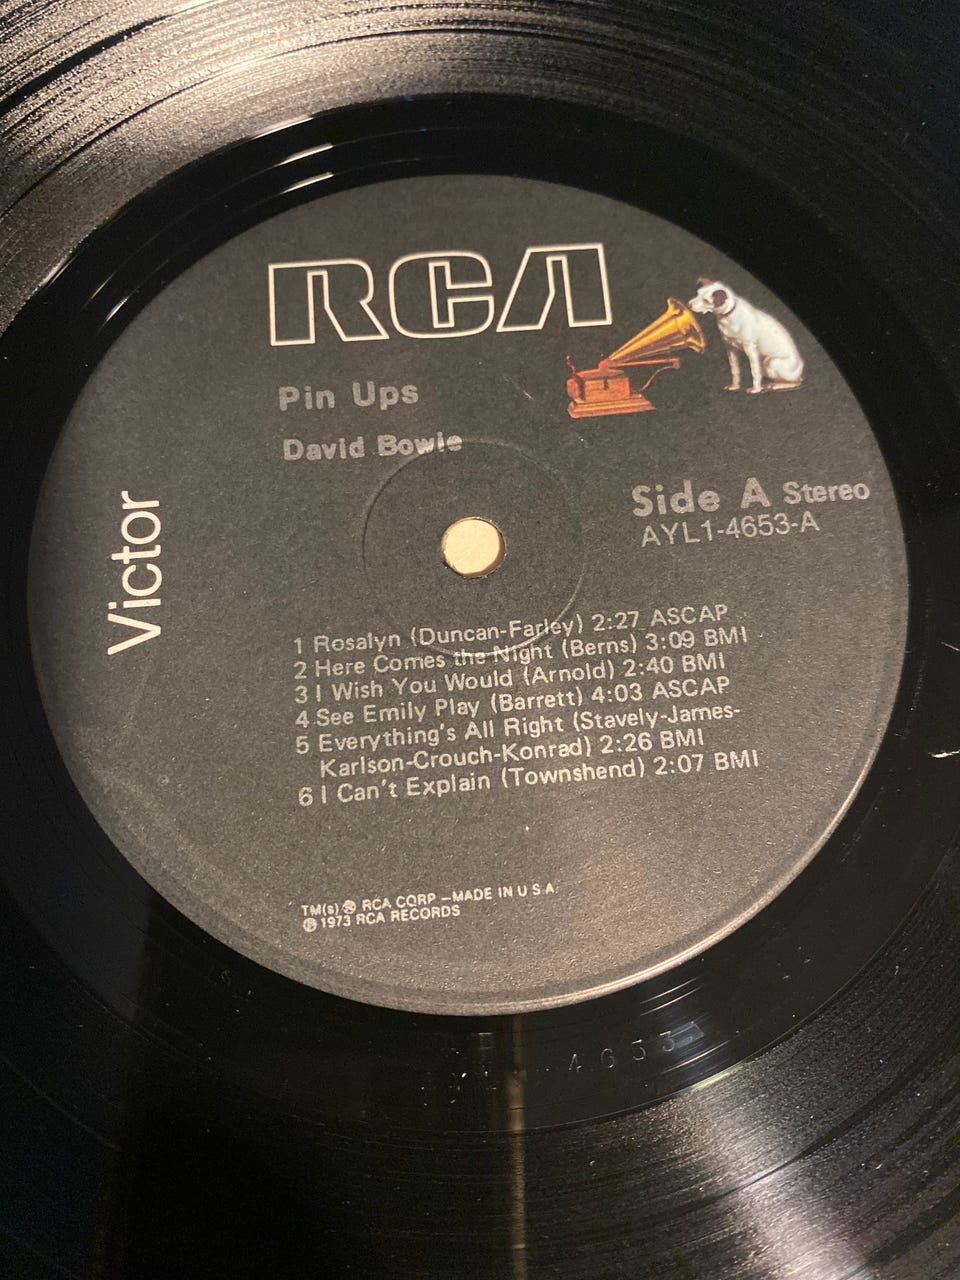 RCA
Pin Ups
David Bowie
Victor
Side A Stereo
AYL1-4653-A
1 Rosalyn (Duncan-Farley) 2:27 ASCAP
2 Here Comes the Night (Berns) 3:09 BMI
3 I Wish You Would (Arnold) 2:40 BMI
4 See Emily Play (Barrett) 4:03 ASCAP
5 Everything's All Right (Stavely-James-
Karlson-Crouch-Konrad) 2:26 BMI
6 I Can't Explain (Townshend) 2:07 BMI
TM(s) ® RCA CORP –MADE IN U S A.
℗ 1973 RCA RECORDS
4653